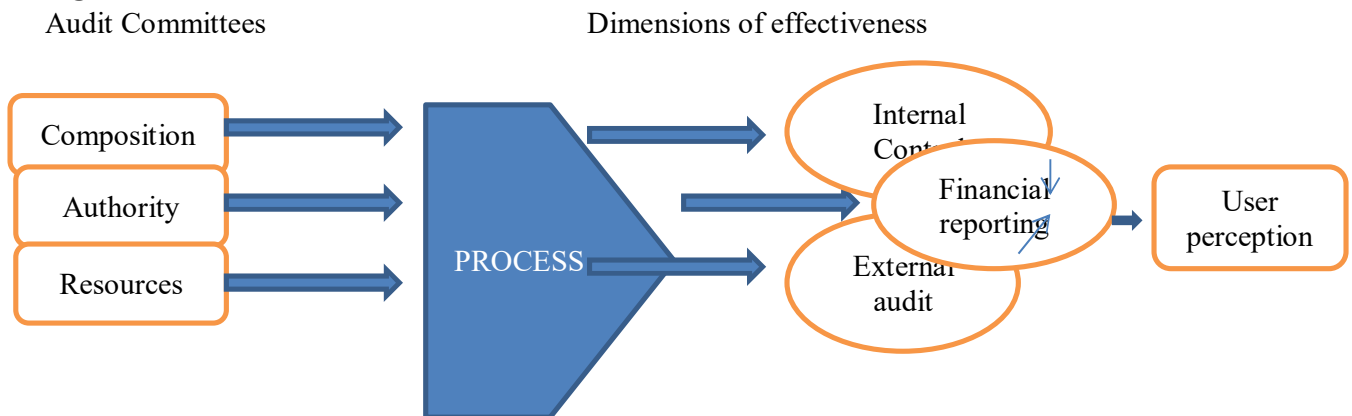 Audit Committees
Dimensions of effectiveness
Composition
Authority
Resources
PROCESS
Internal
Financial
reporting
External
audit
User
perception